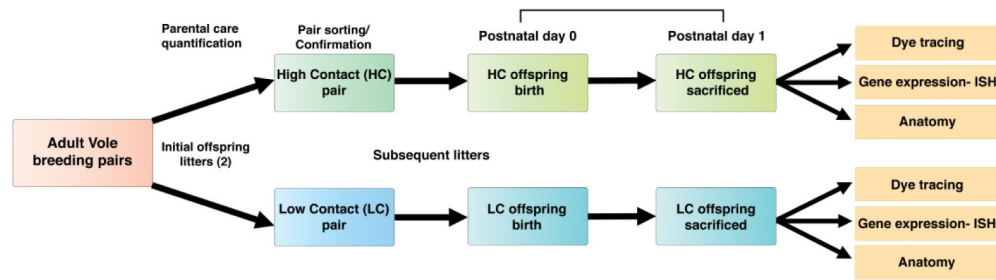 Parental care
quantification
Pair sorting/
Confirmation
Postnatal day 0
Postnatal day 1
High Contact (HC)
pair
HC offspring
birth
HC offspring
sacrificed
Dye tracing
Gene expression- ISH
Anatomy
Adult Vole
breeding pairs
Initial offspring
litters (2)
Subsequent litters
Low Contact (LC)
pair
LC offspring
birth
LC offspring
sacrificed
Dye tracing
Gene expression- ISH
Anatomy